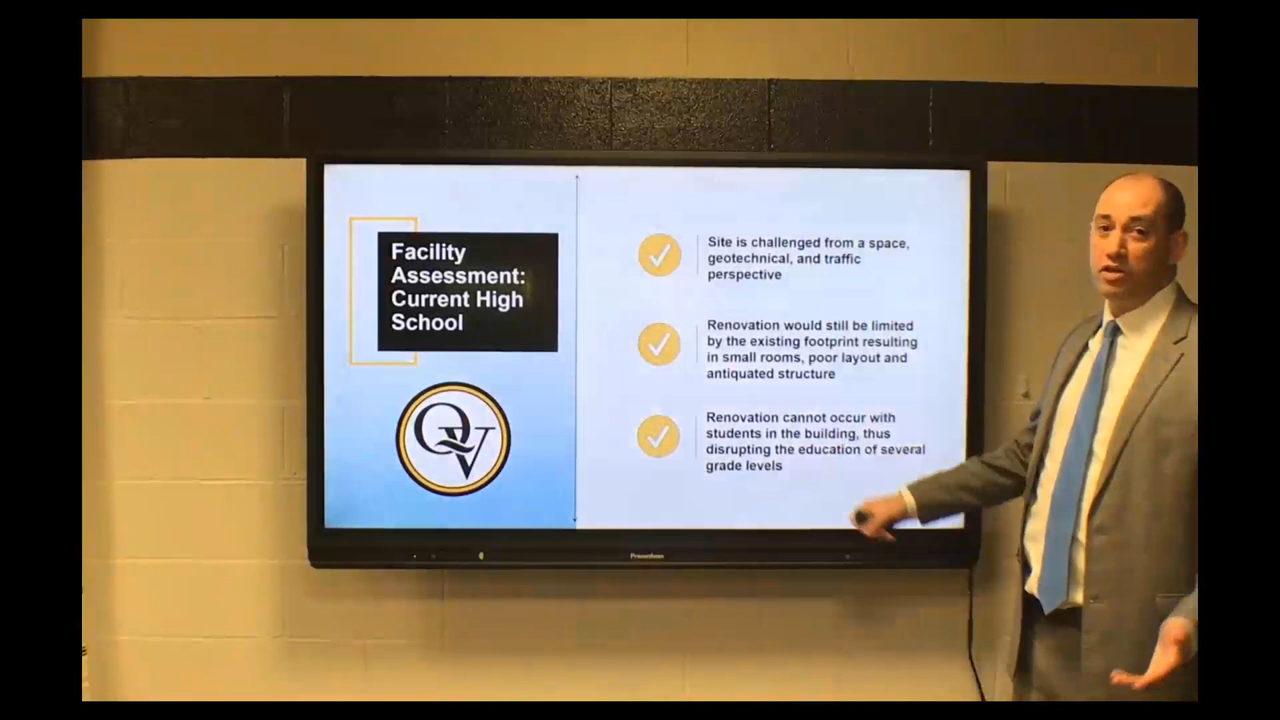 Facility
Assessment:
Current High
School
QV
Site is challenged from a space,
geotechnical, and traffic
perspective
Renovation would still be limited
by the existing footprint resulting
in small rooms, poor layout and
antiquated structure
Renovation cannot occur with
students in the building, thus
disrupting the education of several
grade levels
Promethean